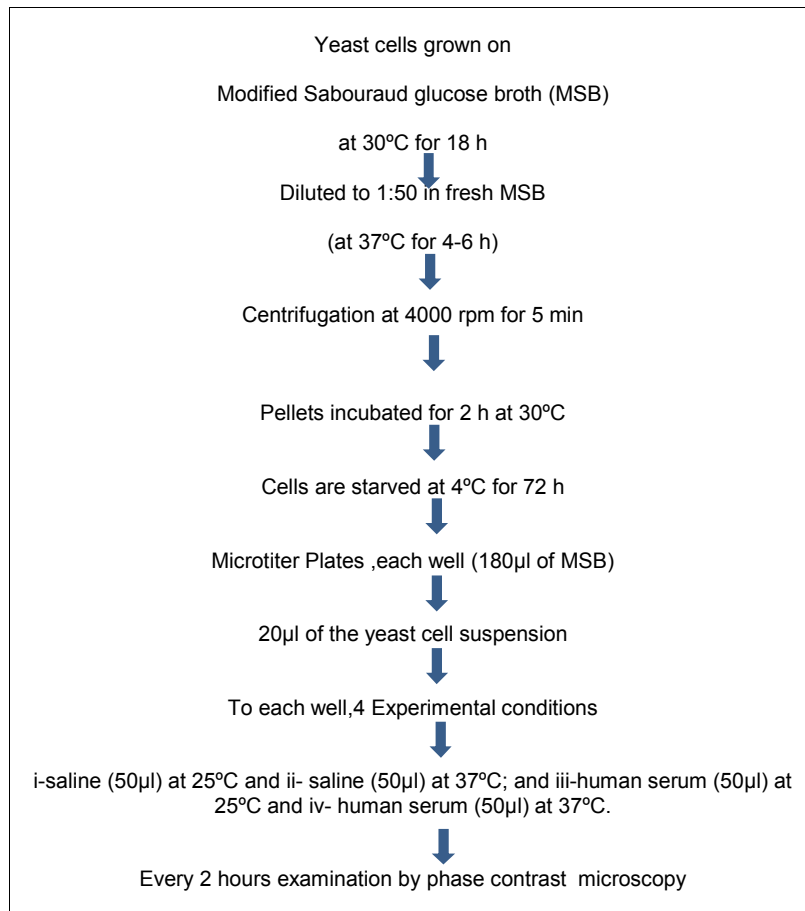 Yeast cells grown on
Modified Sabouraud glucose broth (MSB)
at 30ºC for 18 h
Diluted to 1:50 in fresh MSB
(at 37ºC for 4-6 h)
Centrifugation at 4000 rpm for 5 min
Pellets incubated for 2 h at 30ºC
Cells are starved at 4ºC for 72 h
Microtiter Plates ,each well (180µl of MSB)
20µl of the yeast cell suspension
To each well,4 Experimental conditions
i-saline (50µl) at 25ºC and ii- saline (50µl) at 37ºC; and iii-human serum (50µl) at
25ºC and iv- human serum (50µl) at 37ºC.
Every 2 hours examination by phase contrast microscopy